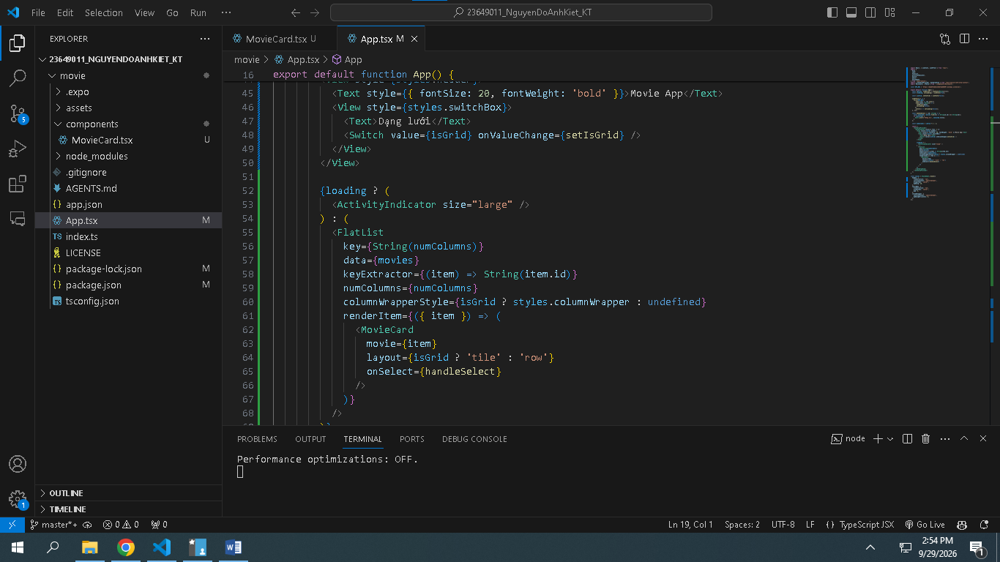 File Edit Selection View Go Run ···
23649011_NguyenDoAnhKiet_KT
EXPLORER
23649011_NGUYENDOANHKIET_KT
movie
.expo
assets
components
MovieCard.tsx U
node_modules
.gitignore
AGENTS.md
app.json
App.tsx M
TS index.ts
LICENSE
package-lock.json M
package.json M
TS tsconfig.json
OUTLINE
TIMELINE
5
1
MovieCard.tsx U
App.tsx M
movie > App.tsx > App
16 export default function App() {
45 <Text style={{ fontSize: 20, fontWeight: 'bold' }}>Movie App</Text>
46 <View style={styles.switchBox}>
47 <Text>Dạng lưới</Text>
48 <Switch value={isGrid} onValueChange={setIsGrid} />
49 </View>
50 </View>
51
52 {loading ? (
53 <ActivityIndicator size="large" />
54 ) : (
55 <FlatList
56 key={String(numColumns)}
57 data={movies}
58 keyExtractor={(item) => String(item.id)}
59 numColumns={numColumns}
60 columnWrapperStyle={isGrid ? styles.columnWrapper : undefined}
61 renderItem={({ item }) => (
62 <MovieCard
63 movie={item}
64 layout={isGrid ? 'tile' : 'row'}
65 onSelect={handleSelect}
66 />
67 )}
68 />
PROBLEMS OUTPUT TERMINAL PORTS DEBUG CONSOLE
node
Performance optimizations: OFF.
master*+ 0 0 0
Ln 19, Col 1 Spaces: 2 UTF-8 LF {} TypeScript JSX Go Live
2:54 PM
9/29/2026
1